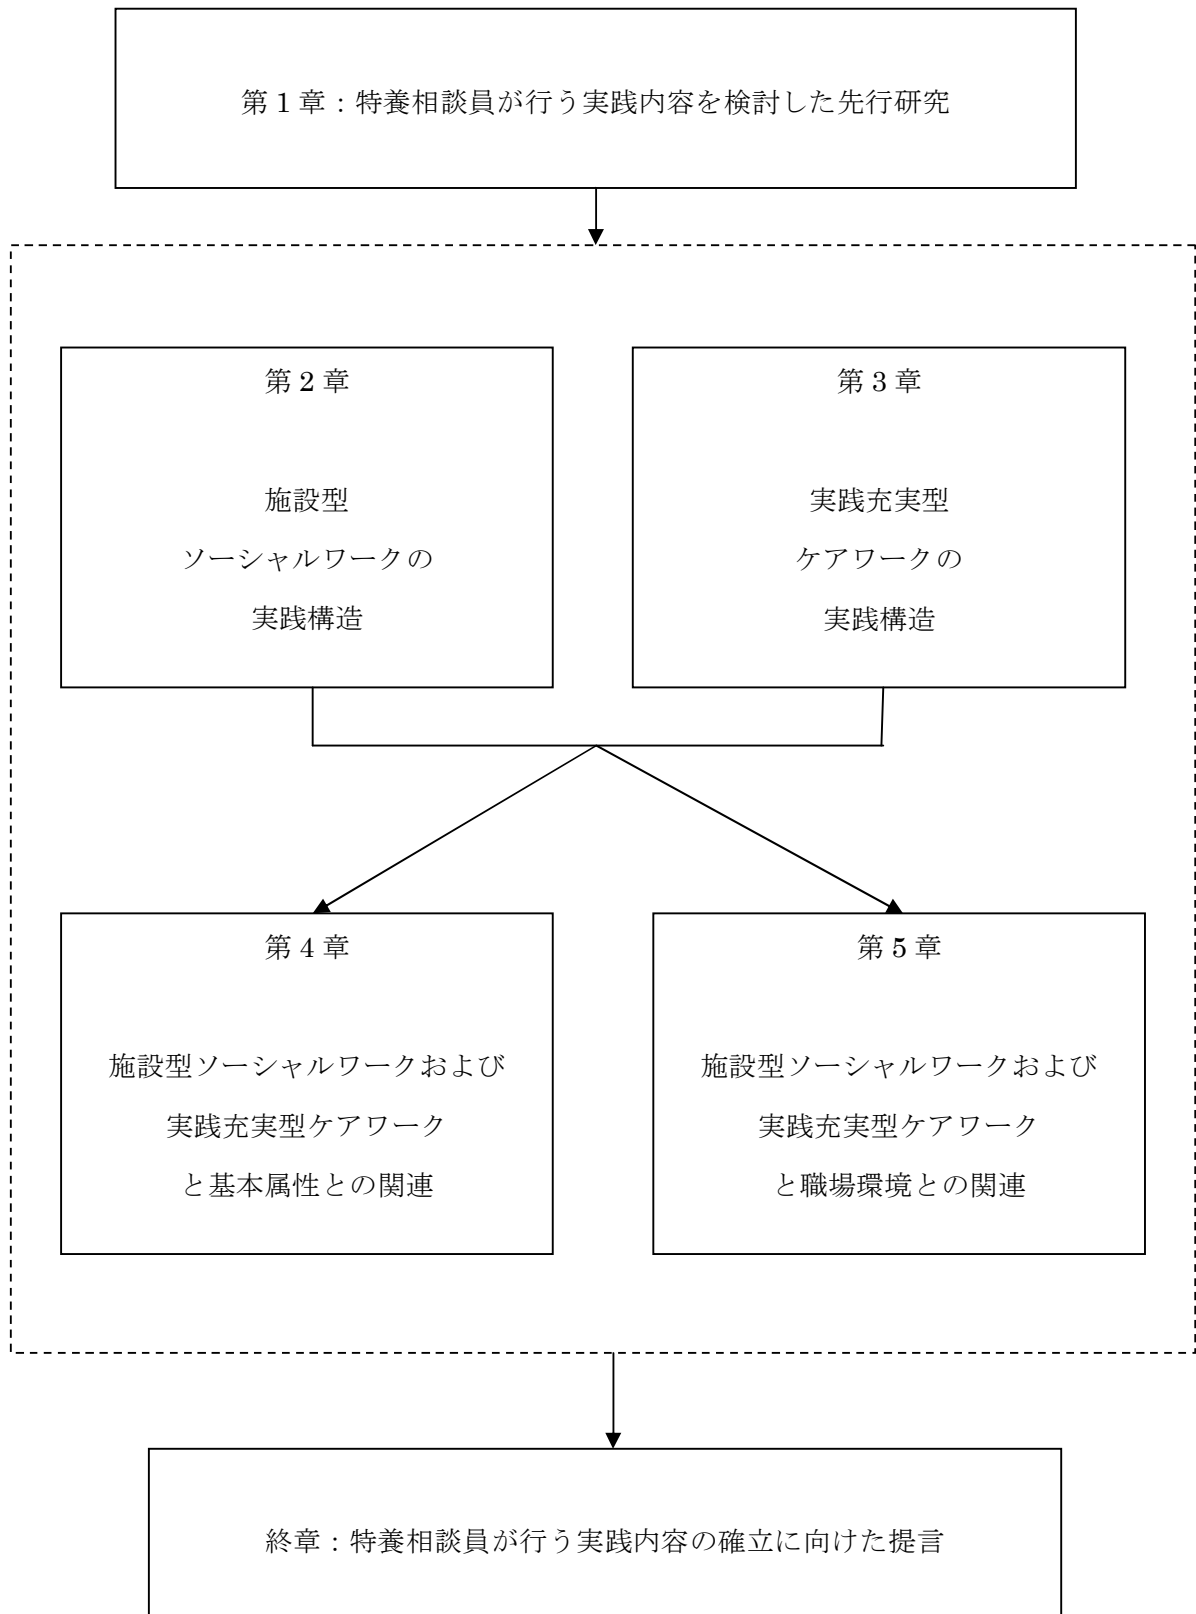 第 1 章：特養相談員が行う実践内容を検討した先行研究
第 2 章
施設型
ソーシャルワークの
実践構造
第 3 章
実践充実型
ケアワークの
実践構造
第 4 章
施設型ソーシャルワークおよび
実践充実型ケアワーク
と基本属性との関連
第 5 章
施設型ソーシャルワークおよび
実践充実型ケアワーク
と職場環境との関連
終章：特養相談員が行う実践内容の確立に向けた提言